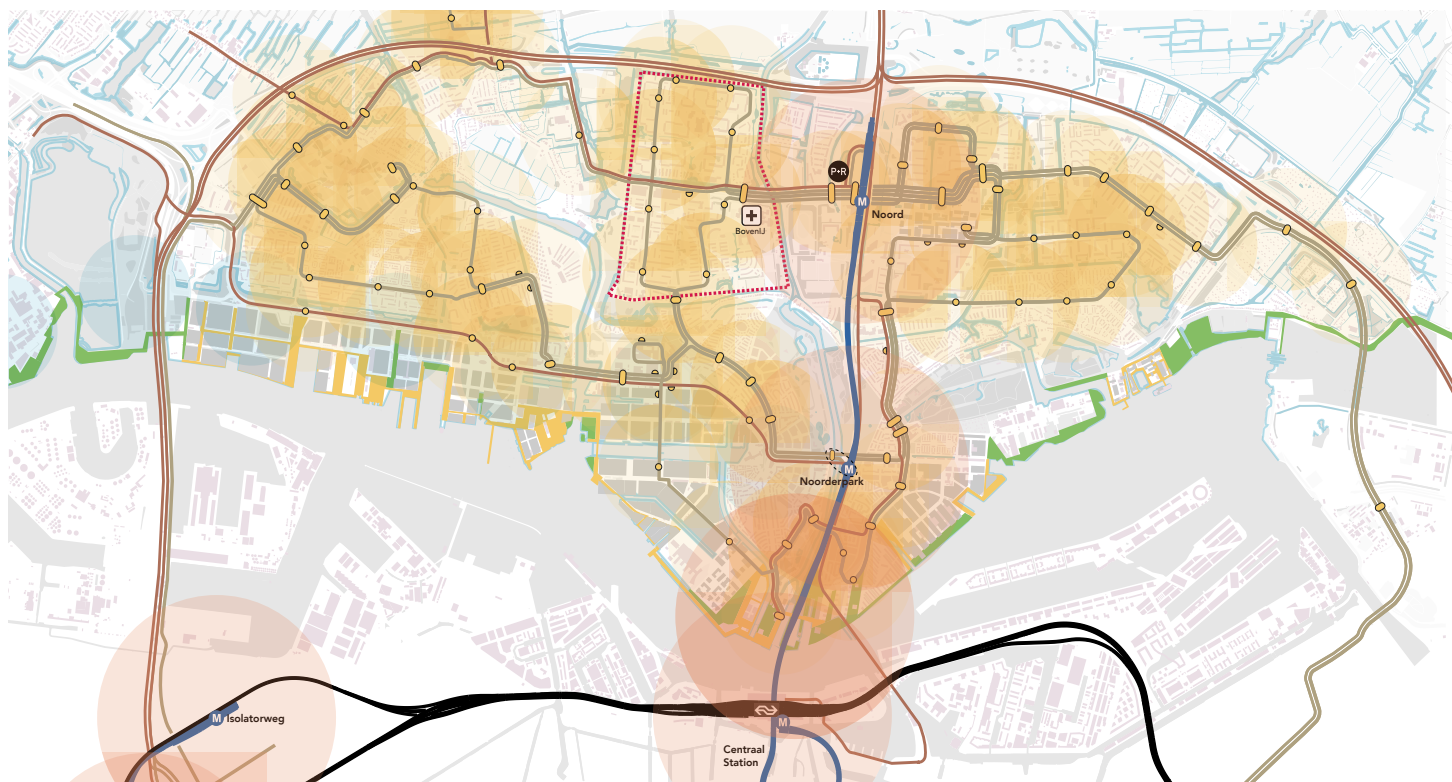 P+R
M
Noord
BovenIJ
M
Noorderpark
M
Isolatorweg
M
Centraal
Station